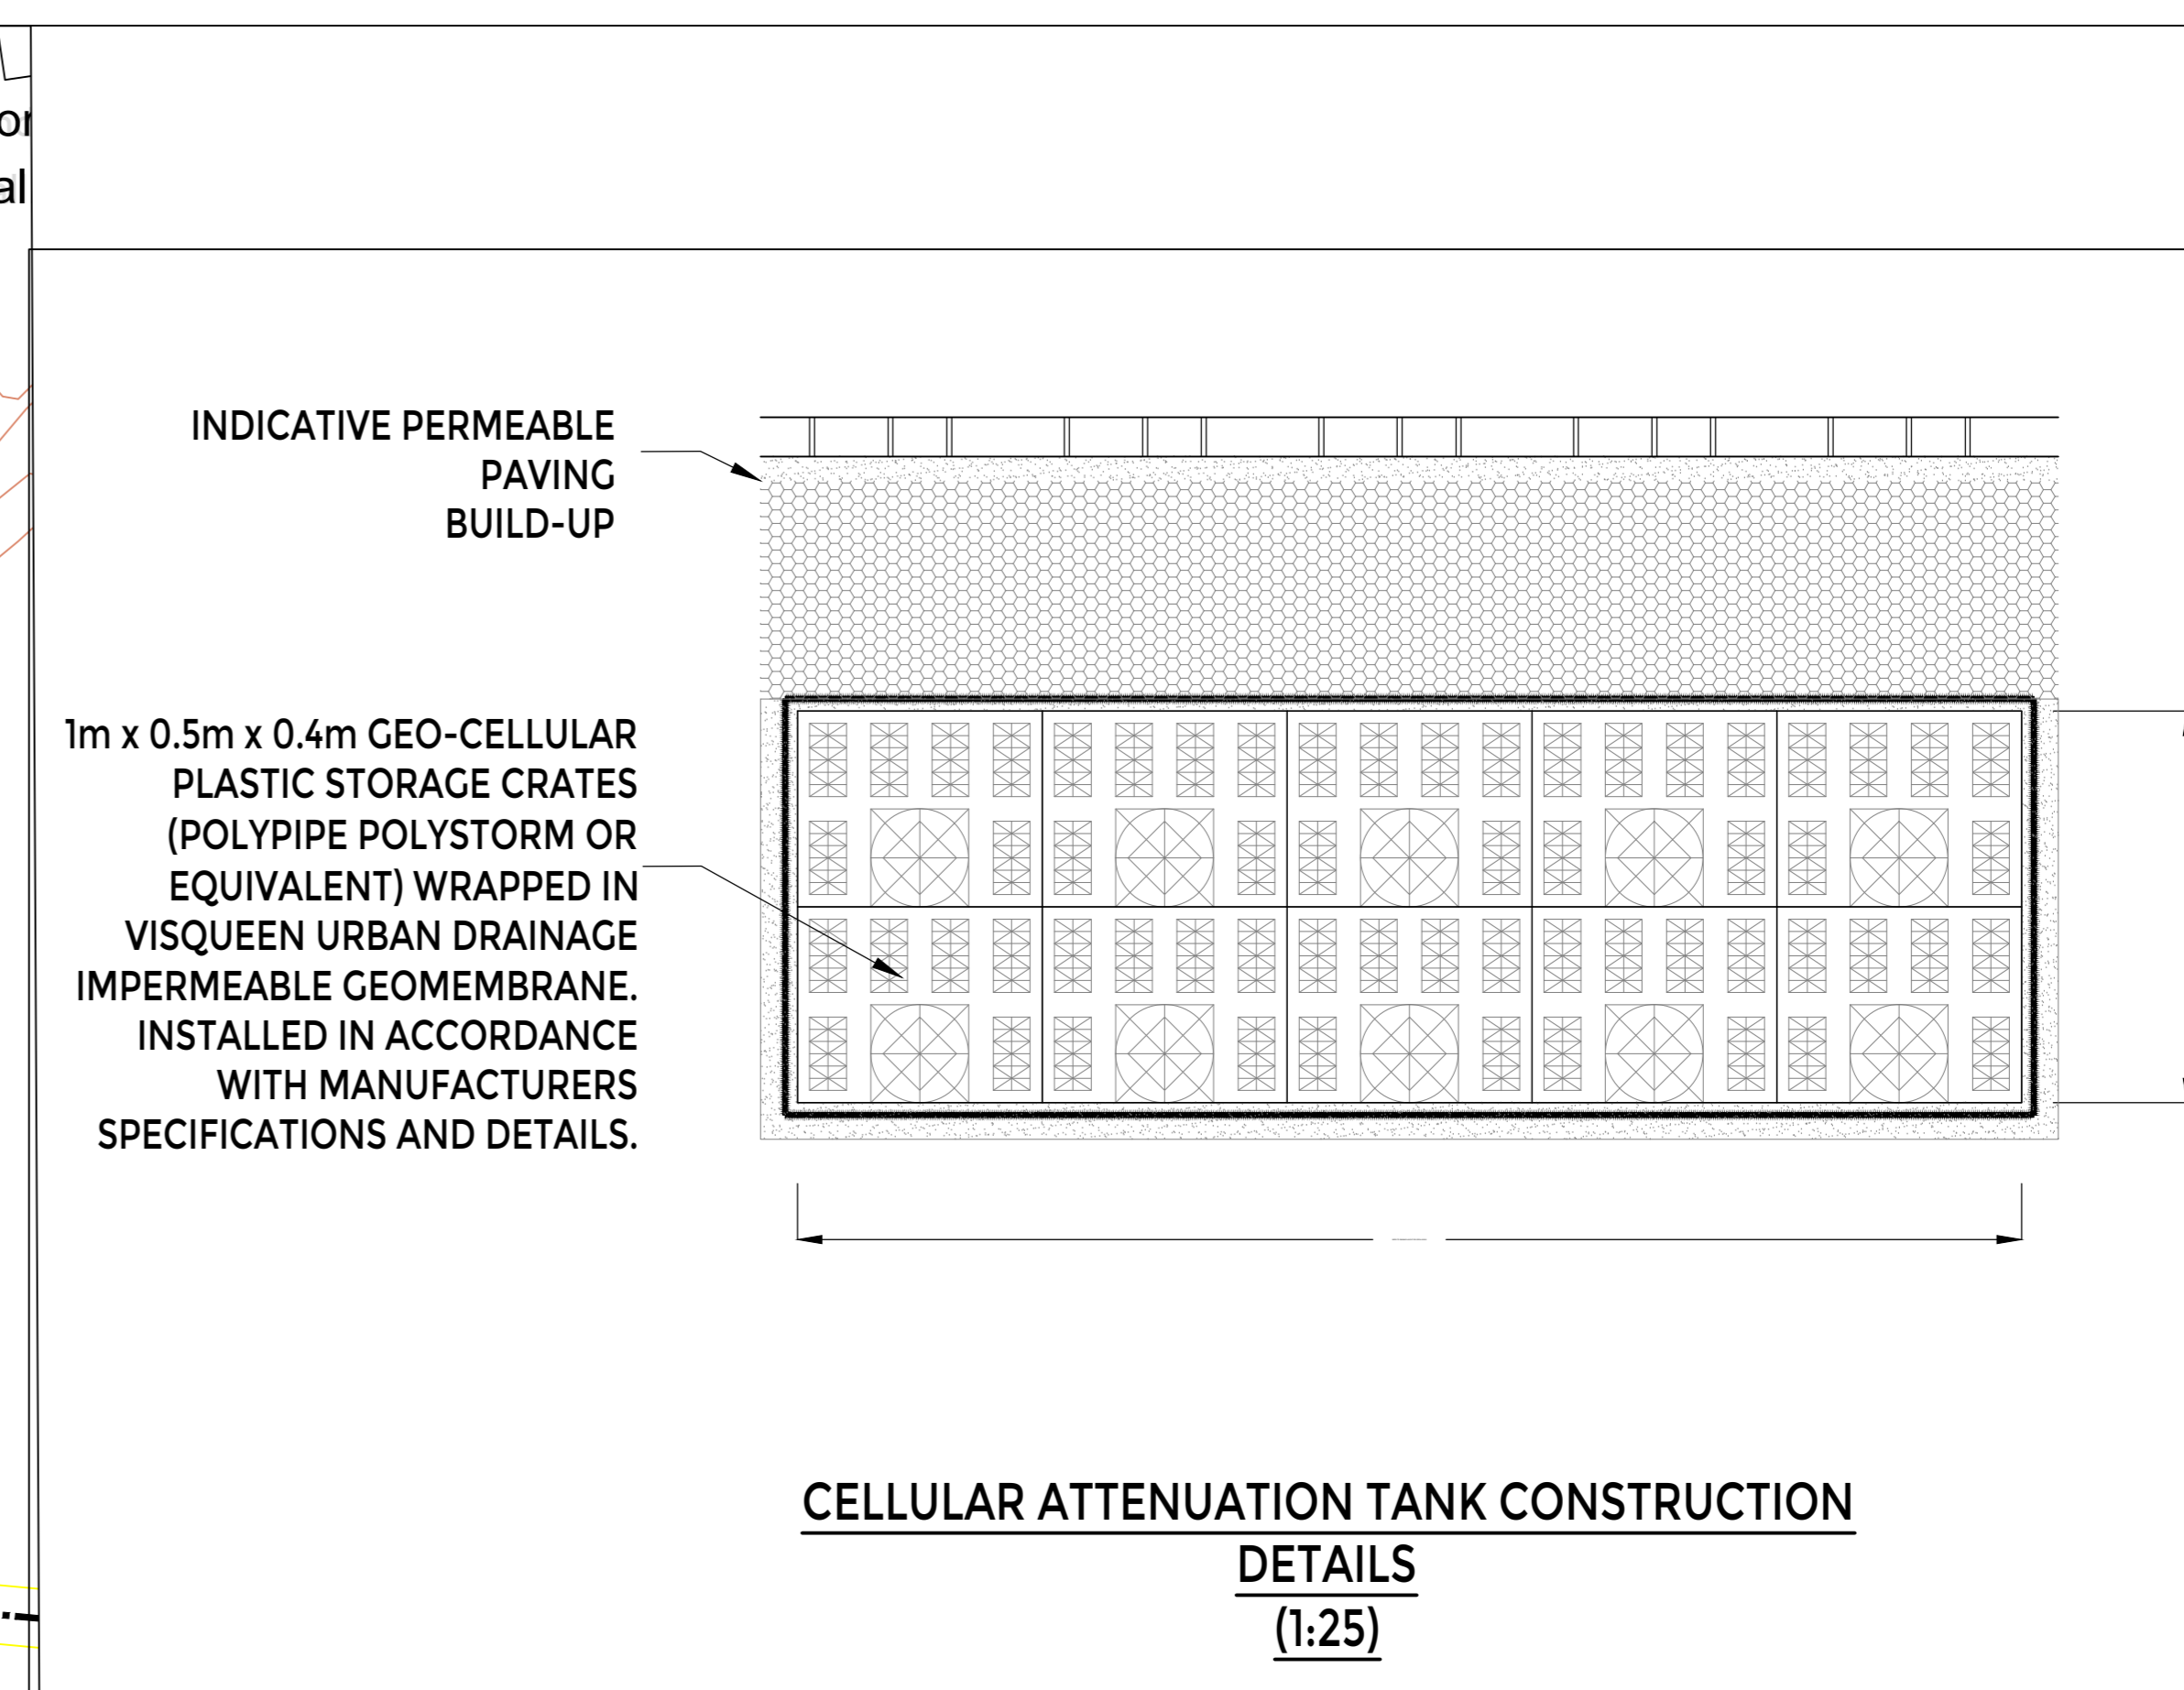 or
al
INDICATIVE PERMEABLE
PAVING
BUILD-UP
1m x 0.5m x 0.4m GEO-CELLULAR
PLASTIC STORAGE CRATES
(POLYPIPE POLYSTORM OR
EQUIVALENT) WRAPPED IN
VISQUEEN URBAN DRAINAGE
IMPERMEABLE GEOMEMBRANE.
INSTALLED IN ACCORDANCE
WITH MANUFACTURERS
SPECIFICATIONS AND DETAILS.
CELLULAR ATTENUATION TANK CONSTRUCTION
DETAILS
(1:25)